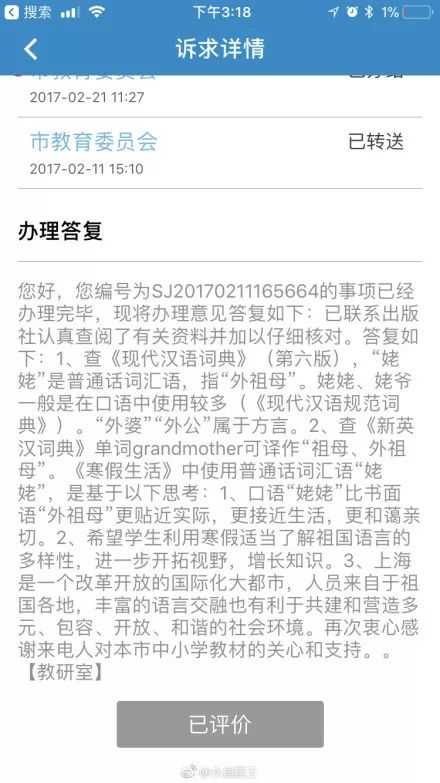 搜索
下午3:18
1%
诉求详情
市教育委员会
已办结
2017-02-21 11:27
市教育委员会
已转送
2017-02-11 15:10
办理答复
您好，您编号为SJ20170211165664的事项已经
办理完毕，现将办理意见答复如下：已联系出版
社认真查阅了有关资料并加以仔细核对。答复如
下：1、查《现代汉语词典》（第六版），“姥
姥”是普通话词汇语，指“外祖母”。姥姥、姥爷
一般是在口语中使用较多（《现代汉语规范词
典》）。“外婆”“外公”属于方言。2、查《新英
汉词典》单词grandmother可译作“祖母、外祖
母”。《寒假生活》中使用普通话词汇语“姥
姥”，是基于以下思考：1、口语“姥姥”比书面
语“外祖母”更贴近实际，更接近生活，更和蔼亲
切。2、希望学生利用寒假适当了解祖国语言的
多样性，进一步开拓视野，增长知识。3、上海
是一个改革开放的国际化大都市，人员来自于祖
国各地，丰富的语言交融也有利于共建和营造多
元、包容、开放、和谐的社会环境。再次衷心感
谢来电人对本市中小学教材的关心和支持。。
【教研室】
已评价